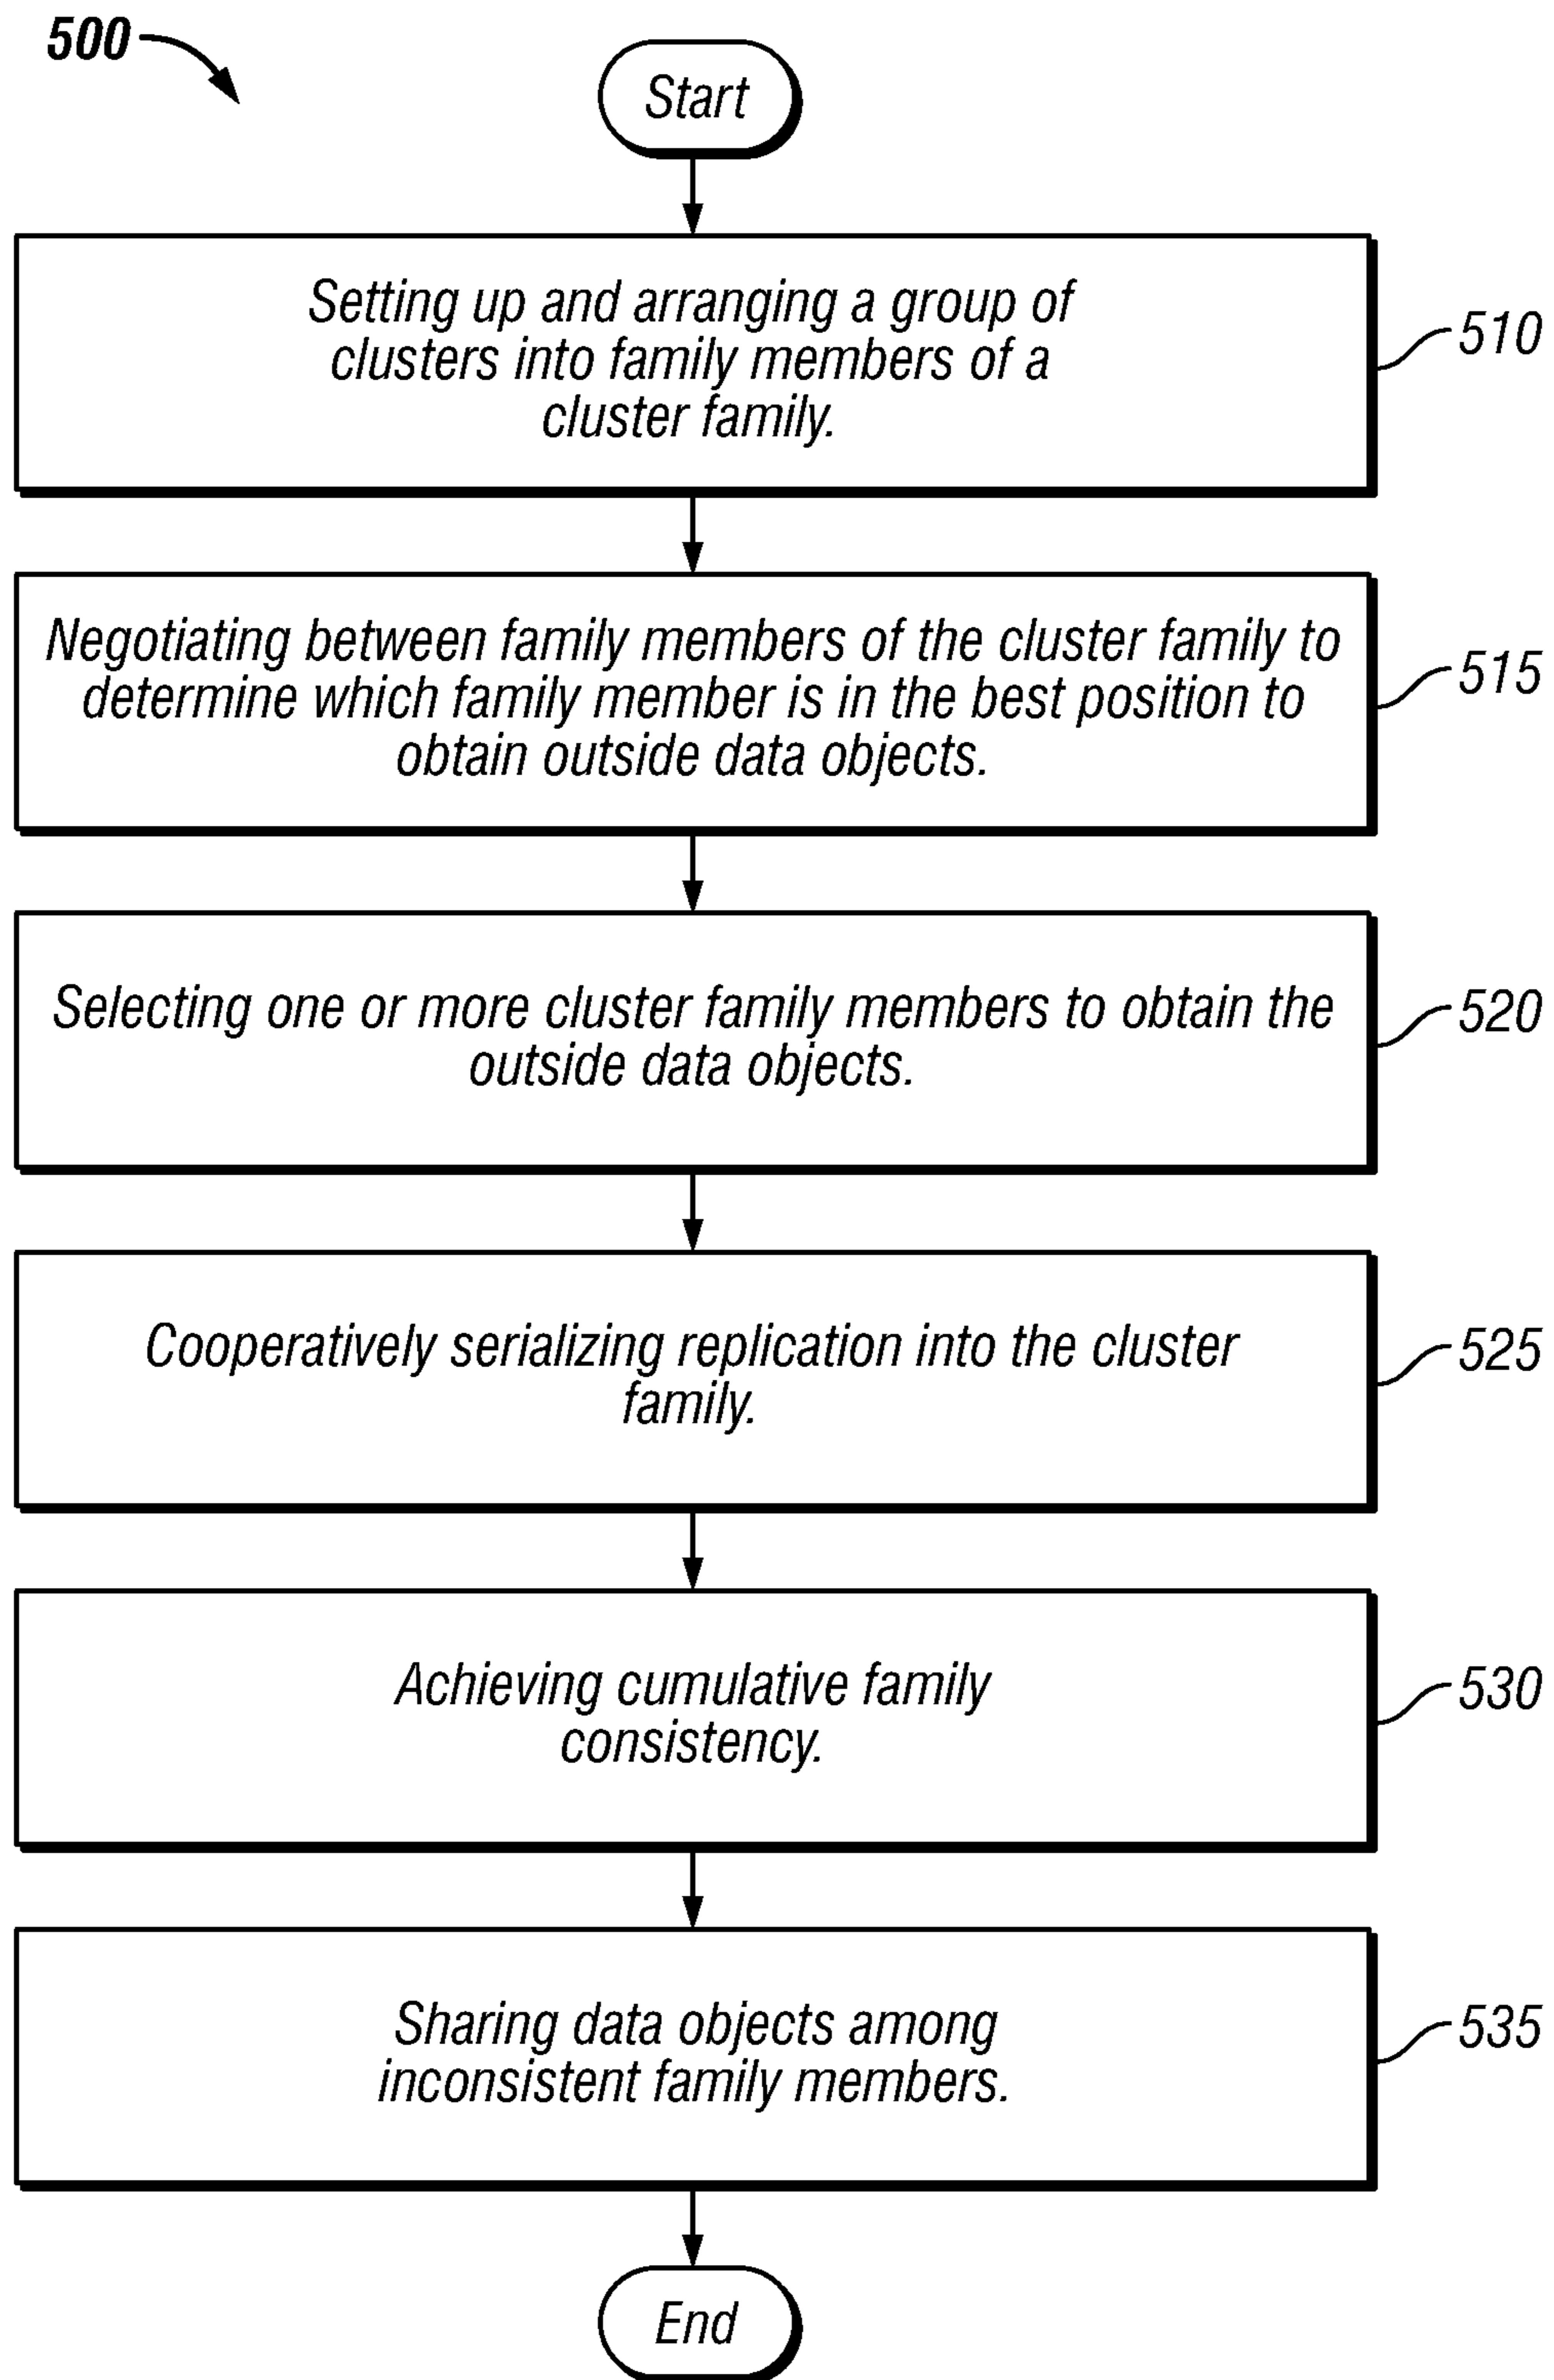 500
Start
Setting up and arranging a group of
clusters into family members of a
cluster family.
510
Negotiating between family members of the cluster family to
determine which family member is in the best position to
obtain outside data objects.
515
Selecting one or more cluster family members to obtain the
outside data objects.
520
Cooperatively serializing replication into the cluster
family.
525
Achieving cumulative family
consistency.
530
Sharing data objects among
inconsistent family members.
535
End